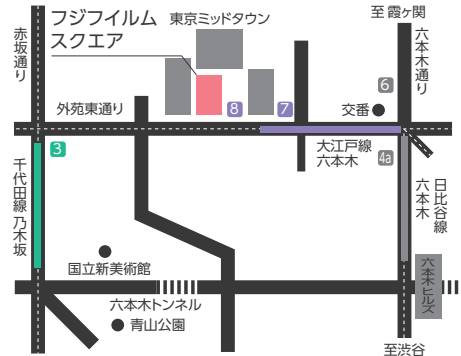 フジフイルム
スクエア
東京ミッドタウン
至 霞ヶ関
赤坂通り
六本木通り
6
交番
外苑東通り
8
7
大江戸線
六本木
3
4a
千代田線 乃木坂
日比谷線
六本木
国立新美術館
六本木ヒルズ
六本木トンネル
青山公園
至渋谷